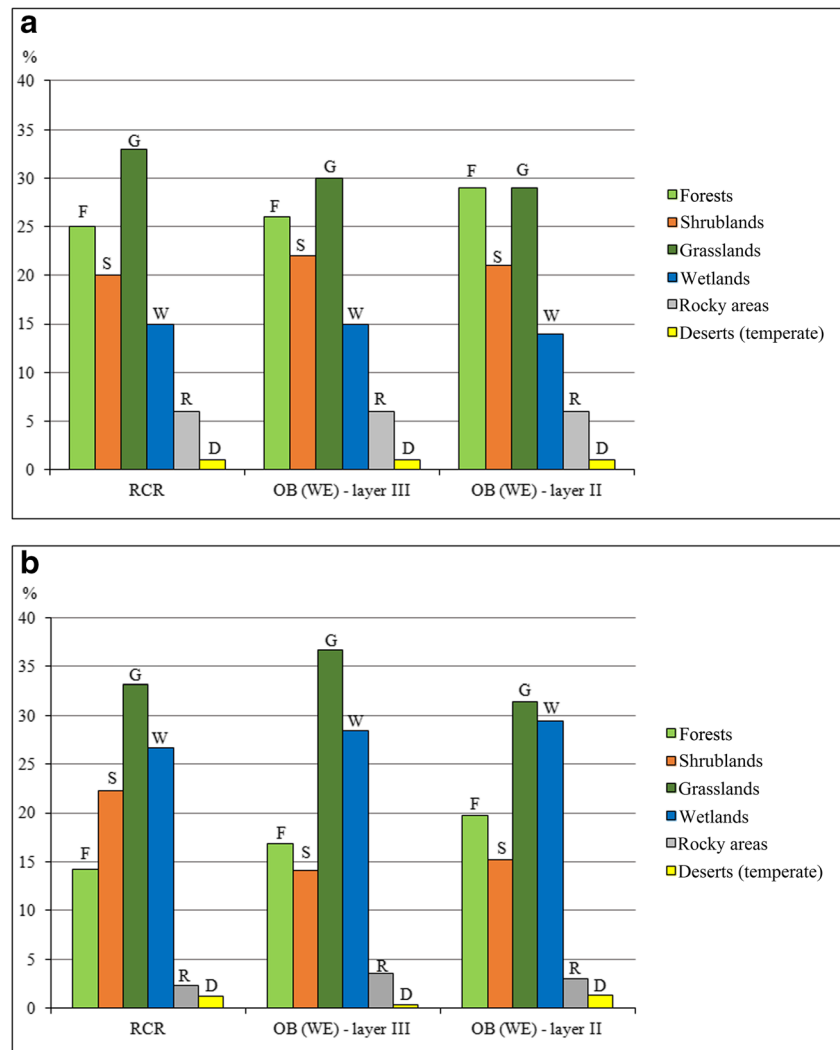 a
%
40
35
30
25
20
15
10
5
0
F S G W R D
F S G W R D
F S G W R D
RCR OB (WE) - layer III OB (WE) - layer II
Forests
Shrublands
Grasslands
Wetlands
Rocky areas
Deserts (temperate)
b
%
40
35
30
25
20
15
10
5
0
F S G W R D
F S G W R D
F S G W R D
RCR OB (WE) - layer III OB (WE) - layer II
Forests
Shrublands
Grasslands
Wetlands
Rocky areas
Deserts (temperate)